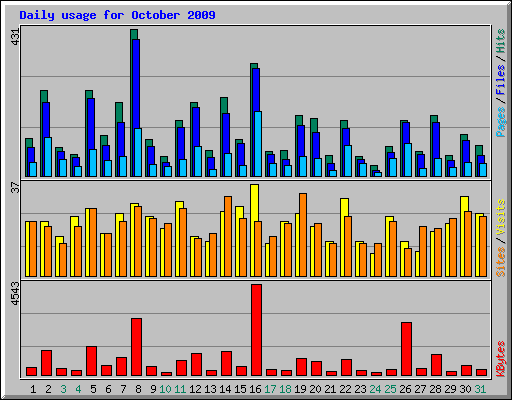 Daily usage for October 2009
431
Pages / Files / Hits
37
Sites / Visits
4543
KBytes
1 2 3 4 5 6 7 8 9 10 11 12 13 14 15 16 17 18 19 20 21 22 23 24 25 26 27 28 29 30 31